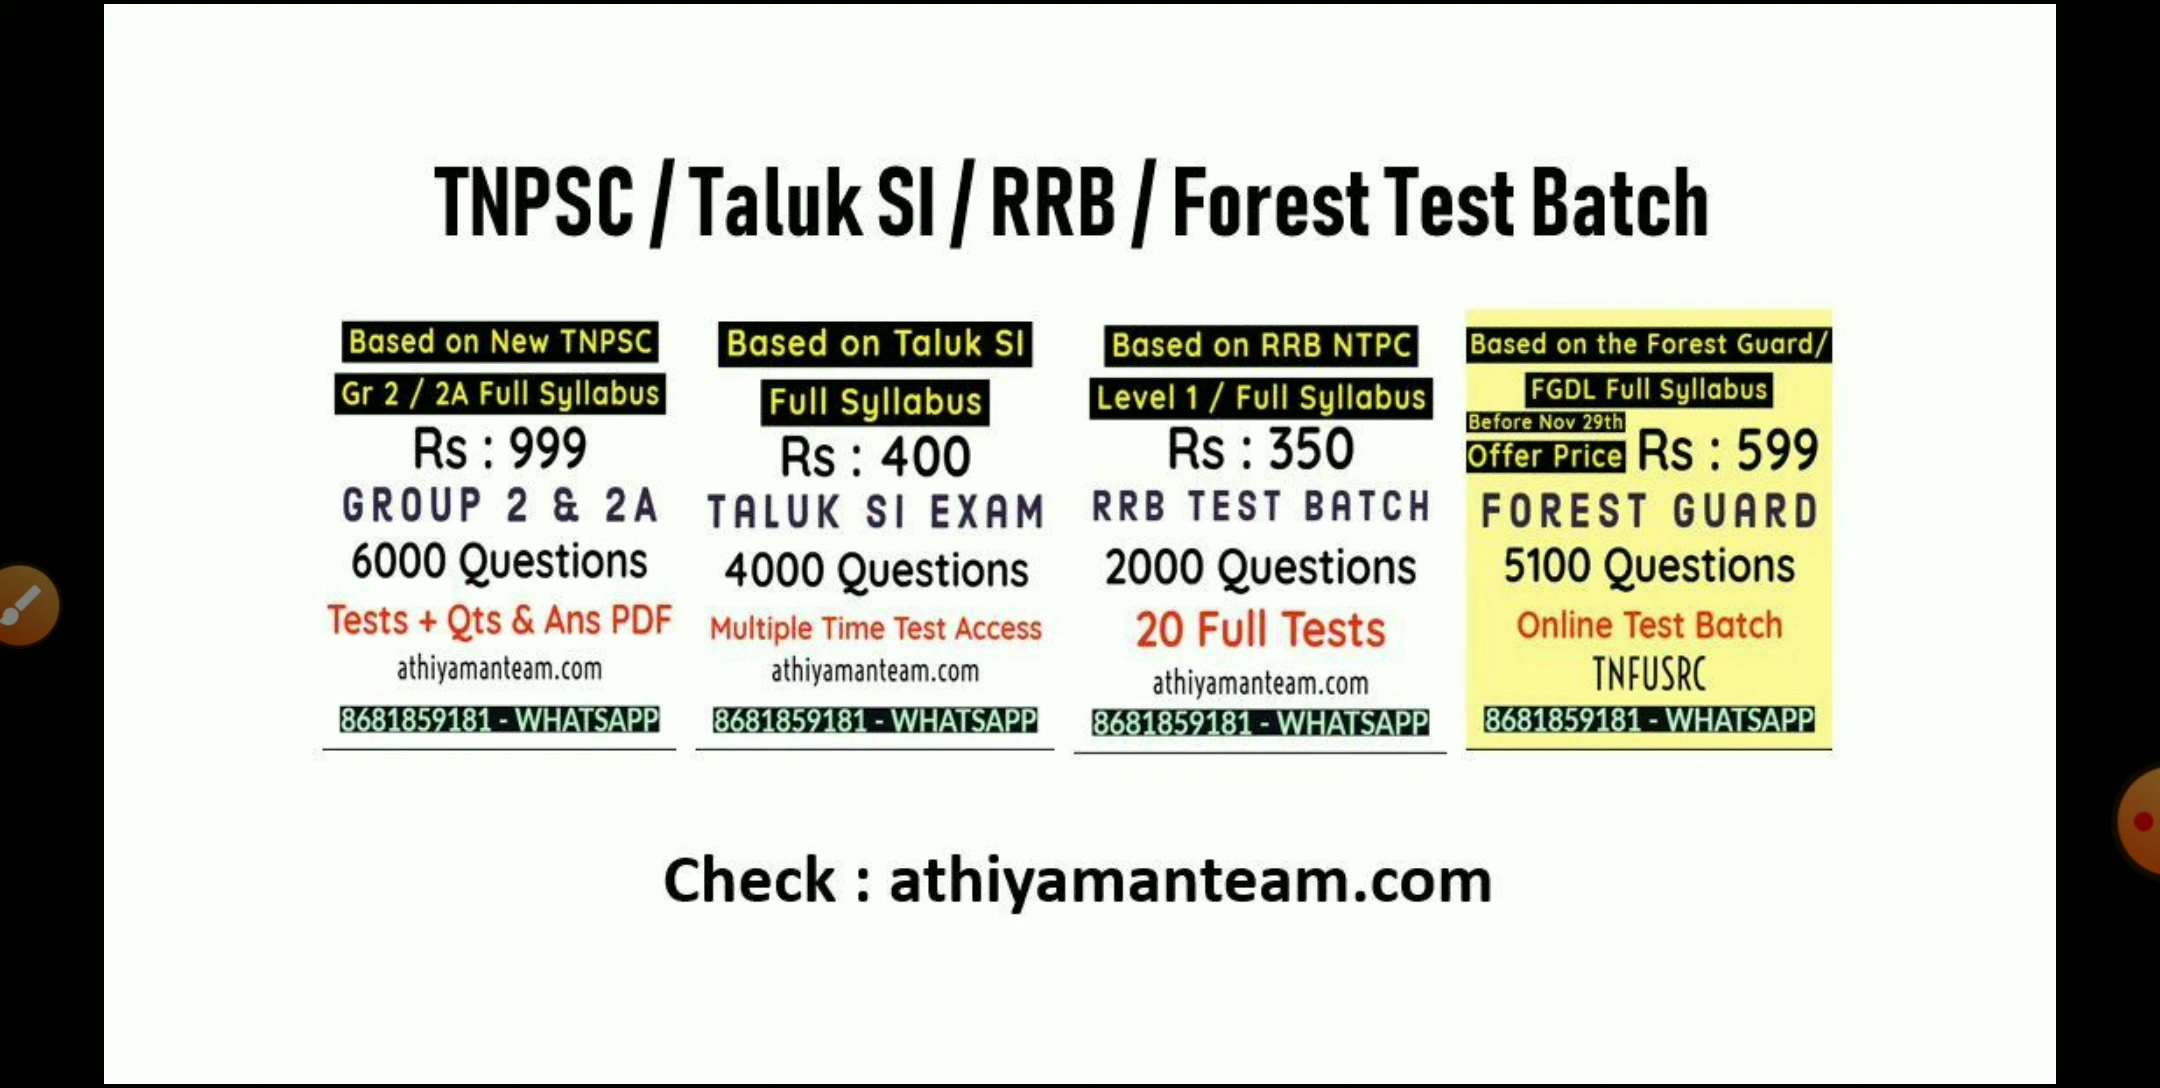 TNPSC / Taluk SI / RRB / Forest Test Batch
Based on New TNPSC
Gr 2 / 2A Full Syllabus
Rs : 999
GROUP 2 & 2A
6000 Questions
Tests + Qts & Ans PDF
athiyamanteam.com
8681859181 - WHATSAPP
Based on Taluk SI
Full Syllabus
Rs : 400
TALUK SI EXAM
4000 Questions
Multiple Time Test Access
athiyamanteam.com
8681859181 - WHATSAPP
Based on RRB NTPC
Level 1 / Full Syllabus
Rs : 350
RRB TEST BATCH
2000 Questions
20 Full Tests
athiyamanteam.com
8681859181 - WHATSAPP
Based on the Forest Guard/
FGDL Full Syllabus
Before Nov 29th
Offer Price Rs : 599
FOREST GUARD
5100 Questions
Online Test Batch
TNFUSRC
8681859181 - WHATSAPP
Check : athiyamanteam.com